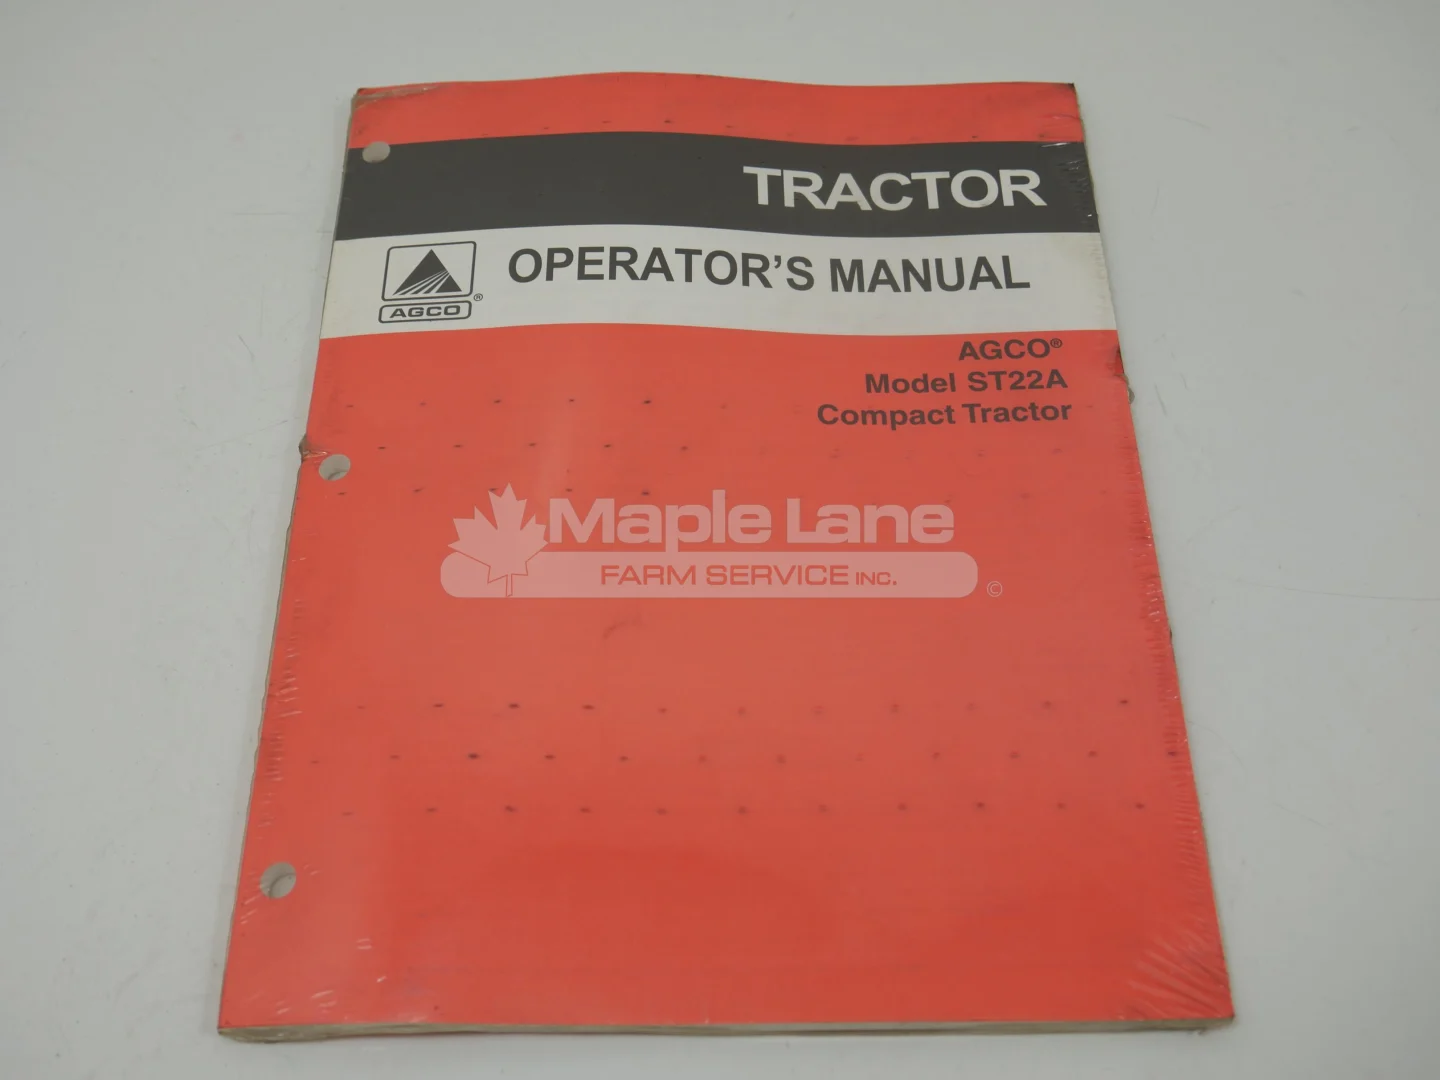 TRACTOR
OPERATOR'S MANUAL
AGCO®
AGCO®
Model ST22A
Compact Tractor
Maple Lane
FARM SERVICE INC.
©